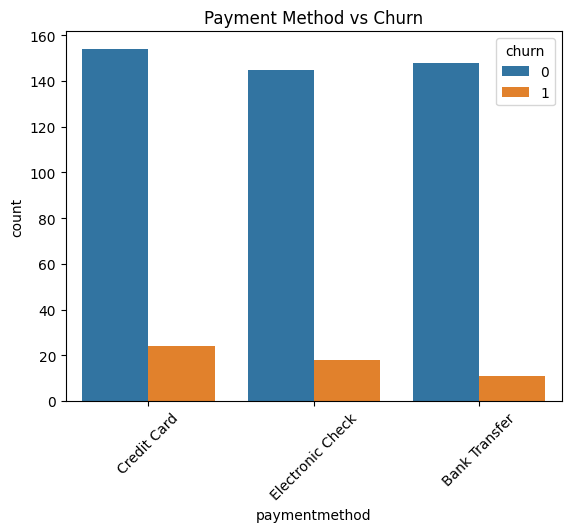 Payment Method vs Churn
churn
0
1
160
140
120
100
80
60
40
20
0
count
Credit Card
Electronic Check
Bank Transfer
paymentmethod